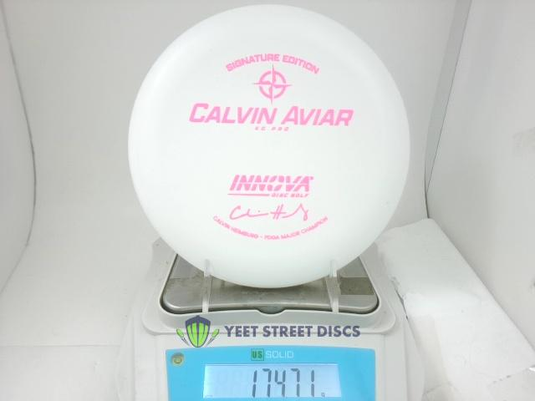 SIGNATURE EDITION
CALVIN AVIAR
KC PRO
INNOVA
DISC GOLF
CALVIN HEIMBURG - PDGA MAJOR CHAMPION
YEET STREET DISCS
US SOLID
174.71